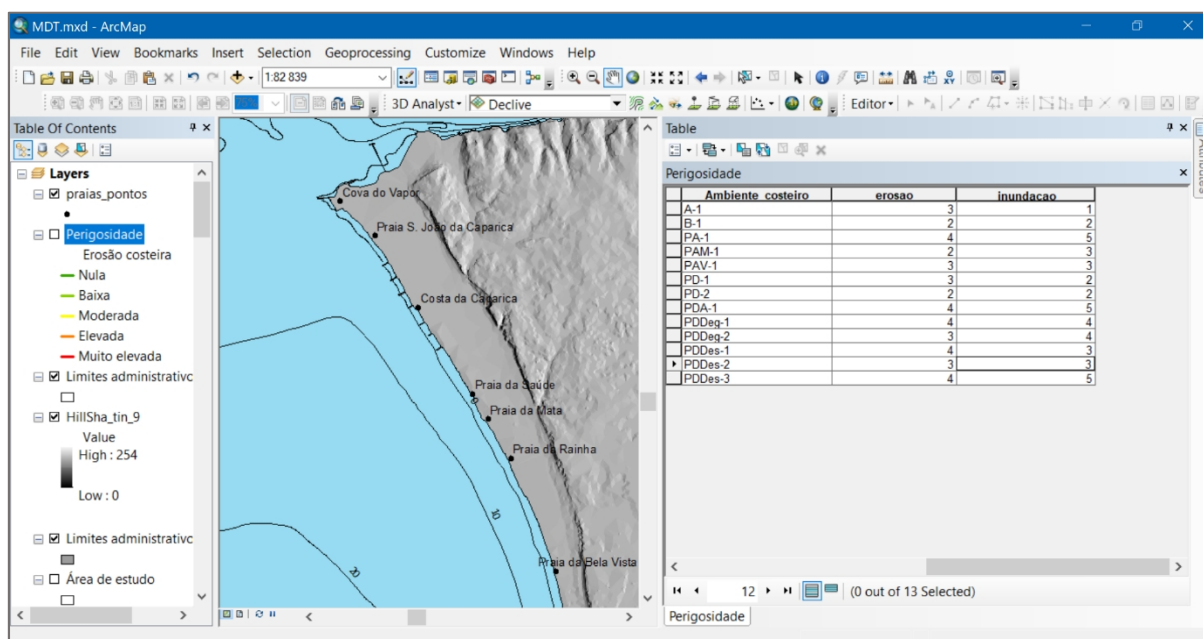 MDT.mxd - ArcMap
File Edit View Bookmarks Insert Selection Geoprocessing Customize Windows Help
1:82 839
3D Analyst Declive Editor
Table Of Contents
Layers
praias_pontos
Perigosidade
Erosão costeira
Nula
Baixa
Moderada
Elevada
Muito elevada
Limites administrativc
HillSha_tin_9
Value
High : 254
Low : 0
Limites administrativc
Área de estudo
Cova do Vapor
Praia S. João da Caparica
Costa da Caparica
Praia da Saúde
Praia da Mata
Praia da Rainha
Praia da Bela Vista
10
20
Table
Perigosidade
Ambiente_costeiro erosao inundacao
A-1 3 1
B-1 2 2
PA-1 4 5
PAM-1 2 3
PAV-1 3 3
PD-1 3 2
PD-2 2 2
PDA-1 4 5
PDDeg-1 4 4
PDDeg-2 3 4
PDDes-1 4 3
PDDes-2 3 3
PDDes-3 4 5
12 (0 out of 13 Selected)
Perigosidade